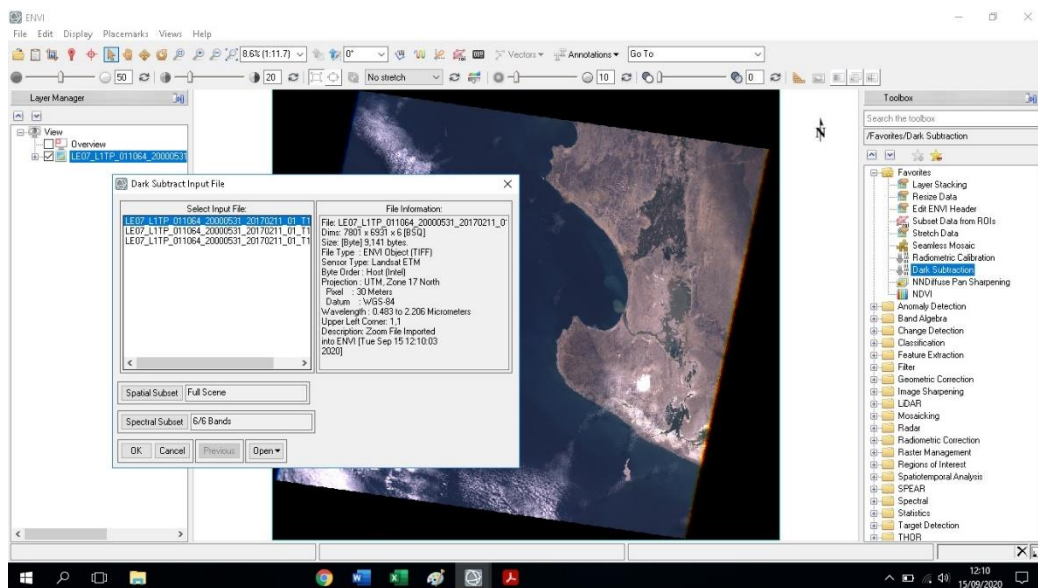 ENVI
File Edit Display Placemarks Views Help
8.6% (1:11.7) 0° Vectors Annotations Go To
50 20 No stretch 10 0
Layer Manager
View
Overview
LE07_L1TP_011064_20000531
Dark Subtract Input File
Select Input File:
LE07_L1TP_011064_20000531_20170211_01_T1
LE07_L1TP_011064_20000531_20170211_01_T1
LE07_L1TP_011064_20000531_20170211_01_T1
File Information:
File: LE07_L1TP_011064_20000531_20170211_0
Dims: 7801 x 6931 x 6 [BSQ]
Size: [Byte] 9,141 bytes.
File Type : ENVI Object (TIFF)
Sensor Type: Landsat ETM
Byte Order : Host (Intel)
Projection : UTM, Zone 17 North
Pixel : 30 Meters
Datum : WGS-84
Wavelength : 0.483 to 2.206 Micrometers
Upper Left Corner: 1,1
Description: Zoom File Imported
into ENVI [Tue Sep 15 12:10:03
2020]
Spatial Subset Full Scene
Spectral Subset 6/6 Bands
OK Cancel Previous Open
N
Toolbox
Search the toolbox
/Favorites/Dark Subtraction
Favorites
Layer Stacking
Resize Data
Edit ENVI Header
Subset Data from ROIs
Stretch Data
Seamless Mosaic
Radiometric Calibration
Dark Subtraction
NNDiffuse Pan Sharpening
NDVI
Anomaly Detection
Band Algebra
Change Detection
Classification
Feature Extraction
Filter
Geometric Correction
Image Sharpening
LiDAR
Mosaicking
Radar
Radiometric Correction
Raster Management
Regions of Interest
Spatiotemporal Analysis
SPEAR
Spectral
Statistics
Target Detection
THOR
12:10
15/09/2020